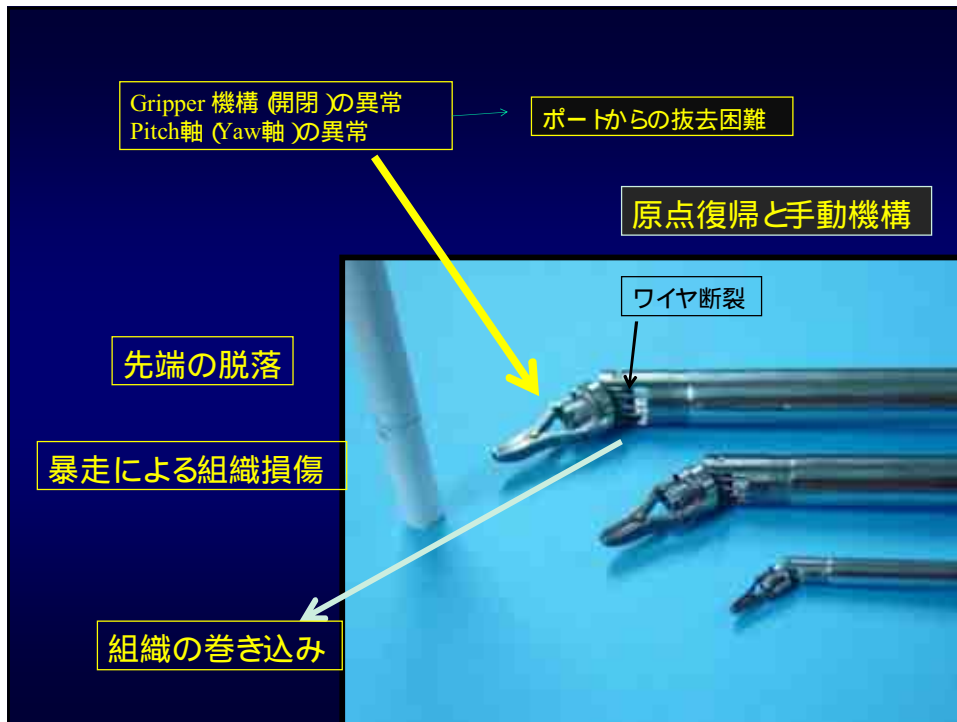 Gripper 機構 (開閉 )の異常
Pitch軸 (Yaw軸 )の異常
ポートからの抜去困難
原点復帰と手動機構
ワイヤ断裂
先端の脱落
暴走による組織損傷
組織の巻き込み